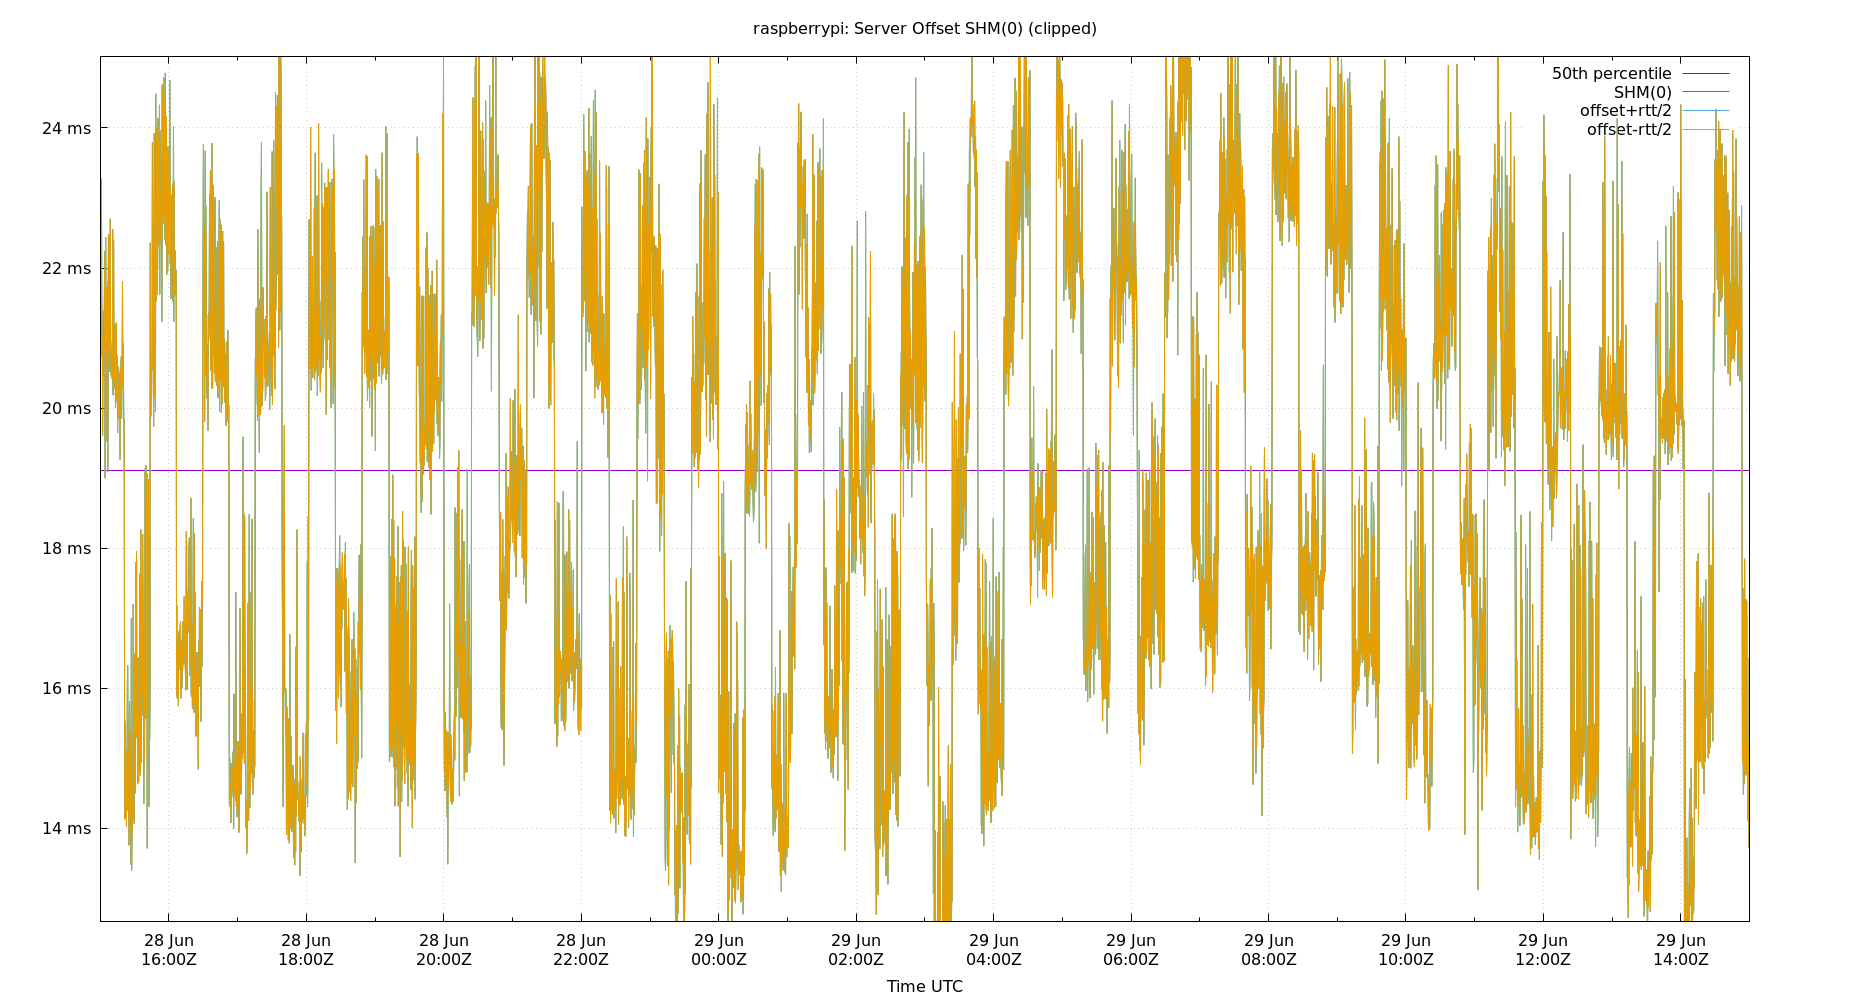 raspberrypi: Server Offset SHM(0) (clipped)
50th percentile
SHM(0)
offset+rtt/2
offset-rtt/2
24 ms
22 ms
20 ms
18 ms
16 ms
14 ms
28 Jun 28 Jun 28 Jun 28 Jun 29 Jun 29 Jun 29 Jun 29 Jun 29 Jun 29 Jun 29 Jun 29 Jun
16:00Z 18:00Z 20:00Z 22:00Z 00:00Z 02:00Z 04:00Z 06:00Z 08:00Z 10:00Z 12:00Z 14:00Z
Time UTC